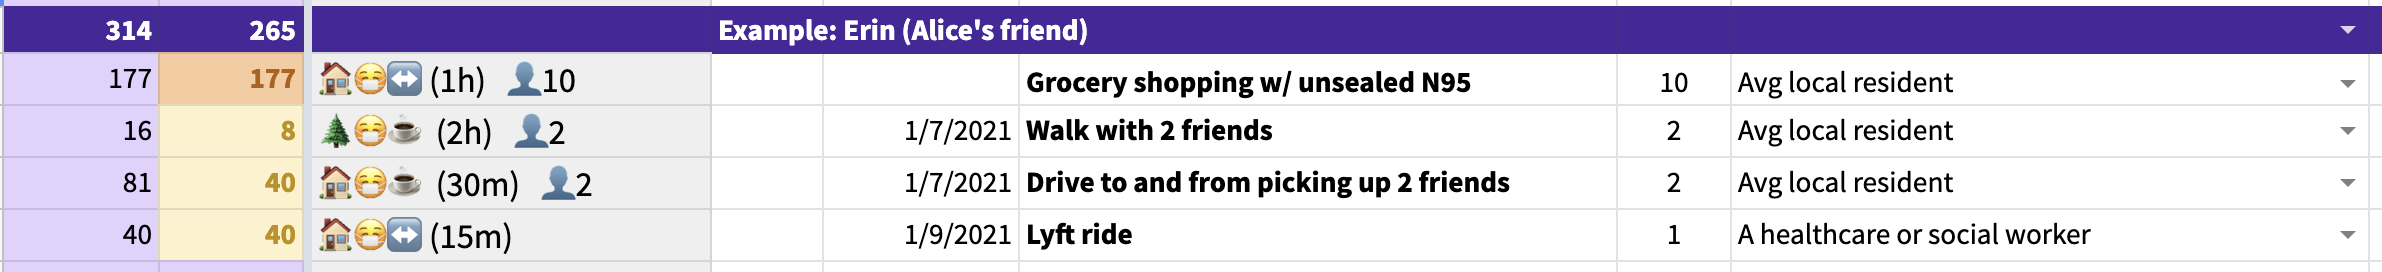 314 265 Example: Erin (Alice's friend)
177 177 🏠😷↔️ (1h) 👤10 Grocery shopping w/ unsealed N95 10 Avg local resident
16 8 🌲😷☕ (2h) 👤2 1/7/2021 Walk with 2 friends 2 Avg local resident
81 40 🏠😷☕ (30m) 👤2 1/7/2021 Drive to and from picking up 2 friends 2 Avg local resident
40 40 🏠😷↔️ (15m) 1/9/2021 Lyft ride 1 A healthcare or social worker